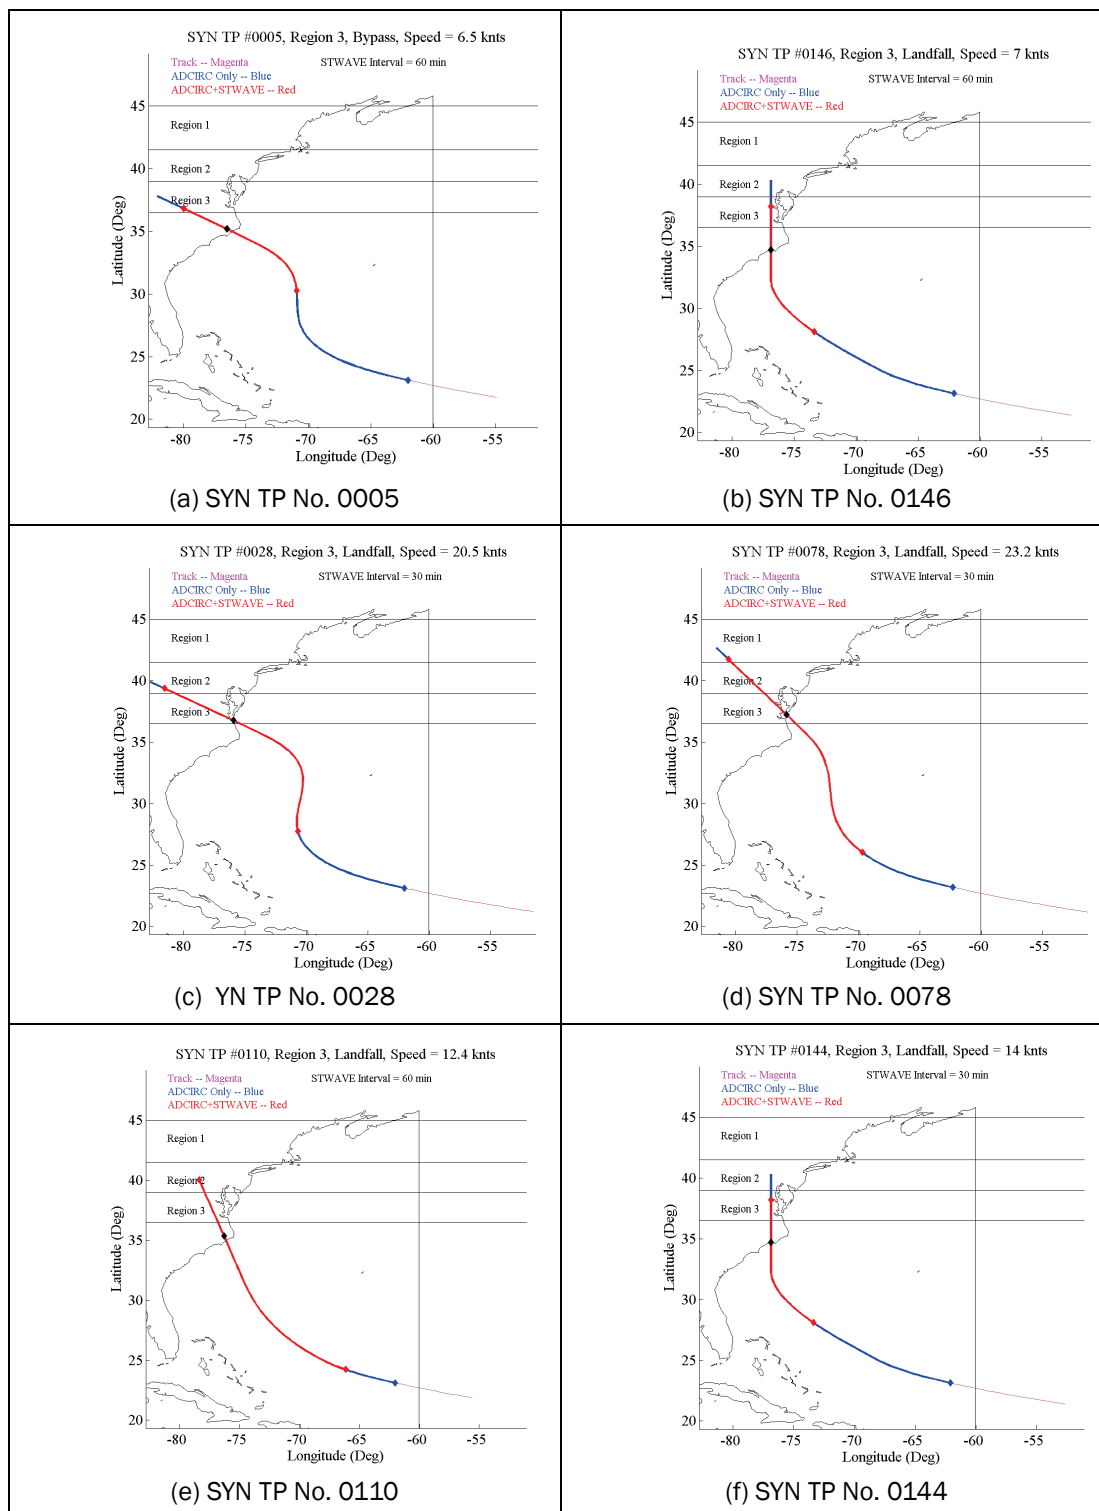 SYN TP #0005, Region 3, Bypass, Speed = 6.5 knts
Track -- Magenta
STWAVE Interval = 60 min
ADCIRC Only -- Blue
ADCIRC+STWAVE -- Red
45
Region 1
40
Region 2
Region 3
35
30
25
20
Latitude (Deg)
-80 -75 -70 -65 -60 -55
Longitude (Deg)
(a) SYN TP No. 0005
SYN TP #0146, Region 3, Landfall, Speed = 7 knts
Track -- Magenta
STWAVE Interval = 60 min
ADCIRC Only -- Blue
ADCIRC+STWAVE -- Red
45
Region 1
40
Region 2
Region 3
35
30
25
20
Latitude (Deg)
-80 -75 -70 -65 -60 -55
Longitude (Deg)
(b) SYN TP No. 0146
SYN TP #0028, Region 3, Landfall, Speed = 20.5 knts
Track -- Magenta
STWAVE Interval = 30 min
ADCIRC Only -- Blue
ADCIRC+STWAVE -- Red
45
Region 1
40
Region 2
Region 3
35
30
25
20
Latitude (Deg)
-80 -75 -70 -65 -60 -55
Longitude (Deg)
(c) YN TP No. 0028
SYN TP #0078, Region 3, Landfall, Speed = 23.2 knts
Track -- Magenta
STWAVE Interval = 30 min
ADCIRC Only -- Blue
ADCIRC+STWAVE -- Red
45
Region 1
40
Region 2
Region 3
35
30
25
20
Latitude (Deg)
-80 -75 -70 -65 -60 -55
Longitude (Deg)
(d) SYN TP No. 0078
SYN TP #0110, Region 3, Landfall, Speed = 12.4 knts
Track -- Magenta
STWAVE Interval = 60 min
ADCIRC Only -- Blue
ADCIRC+STWAVE -- Red
45
Region 1
40
Region 2
Region 3
35
30
25
20
Latitude (Deg)
-80 -75 -70 -65 -60 -55
Longitude (Deg)
(e) SYN TP No. 0110
SYN TP #0144, Region 3, Landfall, Speed = 14 knts
Track -- Magenta
STWAVE Interval = 30 min
ADCIRC Only -- Blue
ADCIRC+STWAVE -- Red
45
Region 1
40
Region 2
Region 3
35
30
25
20
Latitude (Deg)
-80 -75 -70 -65 -60 -55
Longitude (Deg)
(f) SYN TP No. 0144